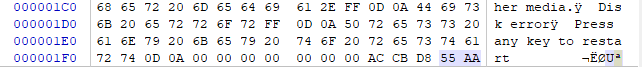 000001C0 68 65 72 20 6D 65 64 69 61 2E FF 0D 0A 44 69 73 her media.ÿ Dis
000001D0 6B 20 65 72 72 6F 72 FF 0D 0A 50 72 65 73 73 20 k errorÿ Press
000001E0 61 6E 79 20 6B 65 79 20 74 6F 20 72 65 73 74 61 any key to resta
000001F0 72 74 0D 0A 00 00 00 00 00 00 00 AC CB D8 55 AA rt ¬ËØUª